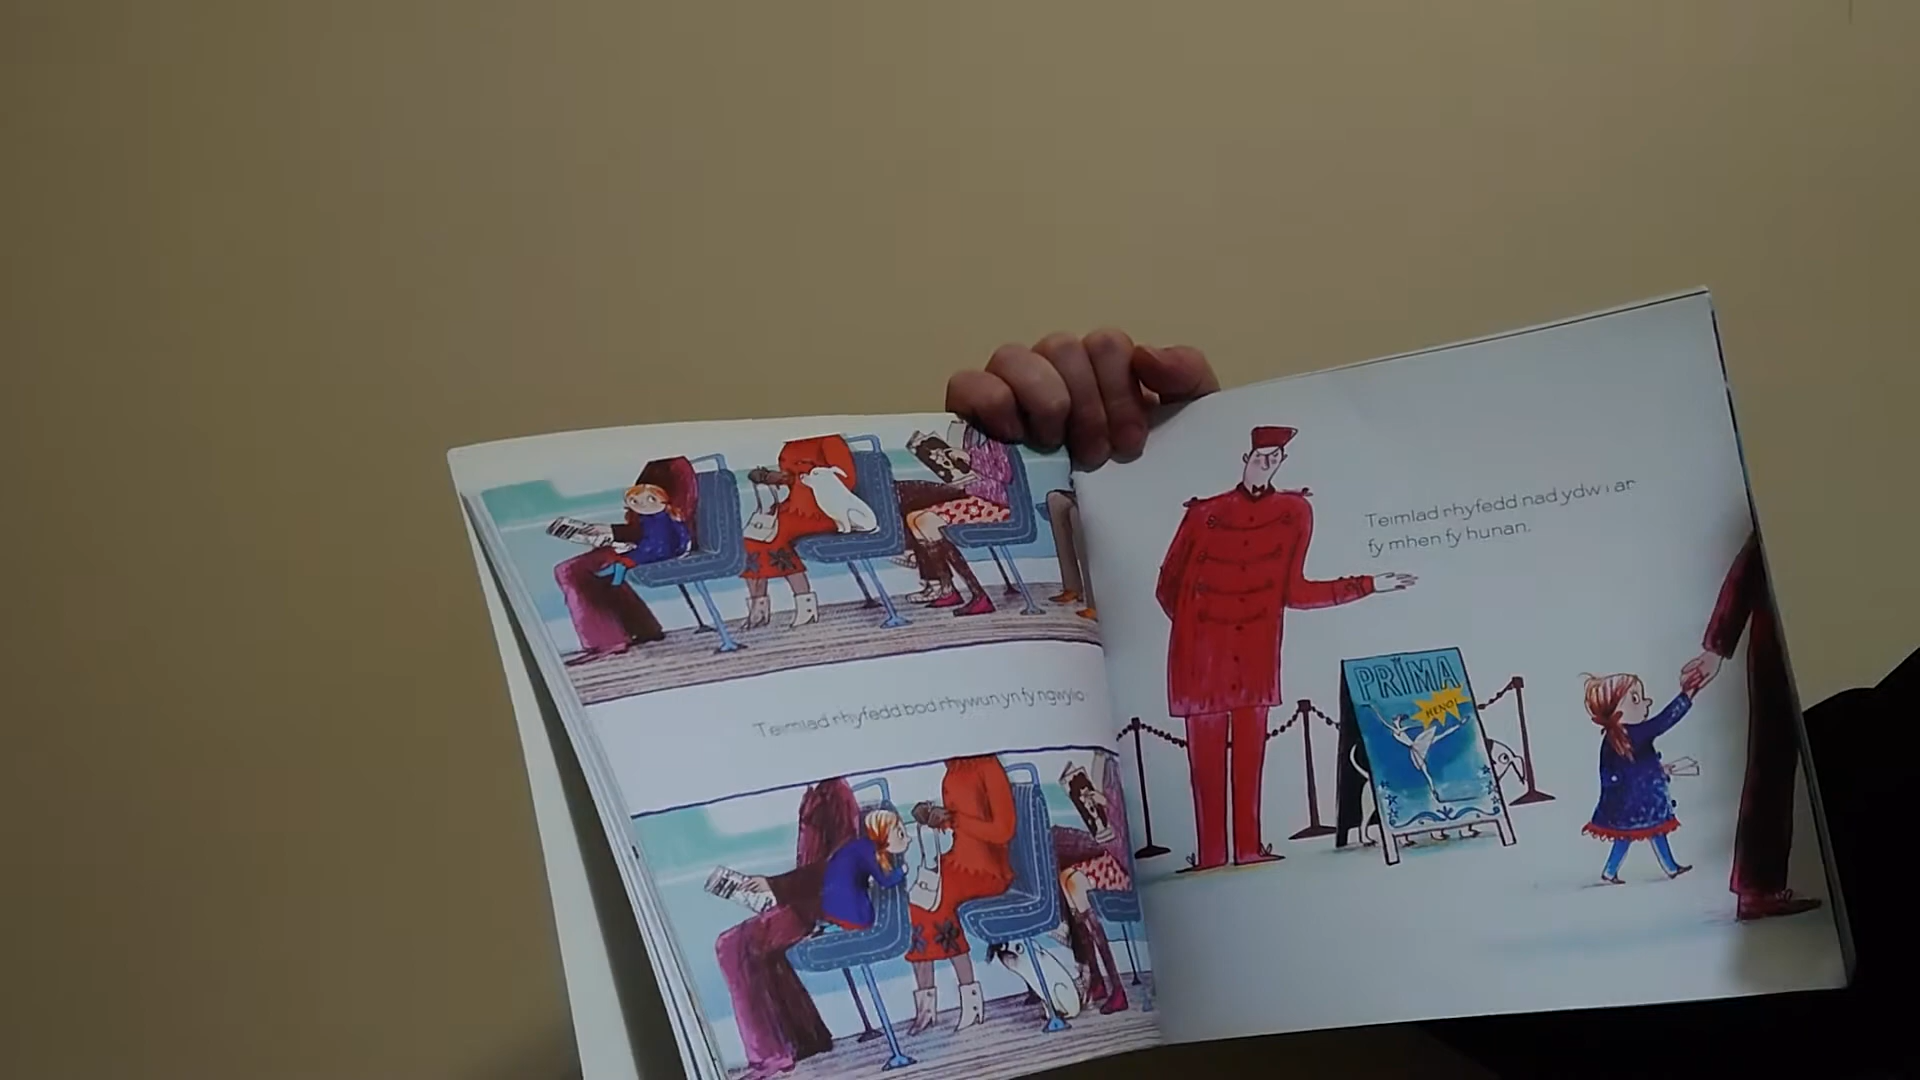 Teimlad rhyfedd bod rhywun yn fy ngwylio.
Teimlad rhyfedd nad ydw i ar
fy mhen fy hunan.
PRIMA
HENO!